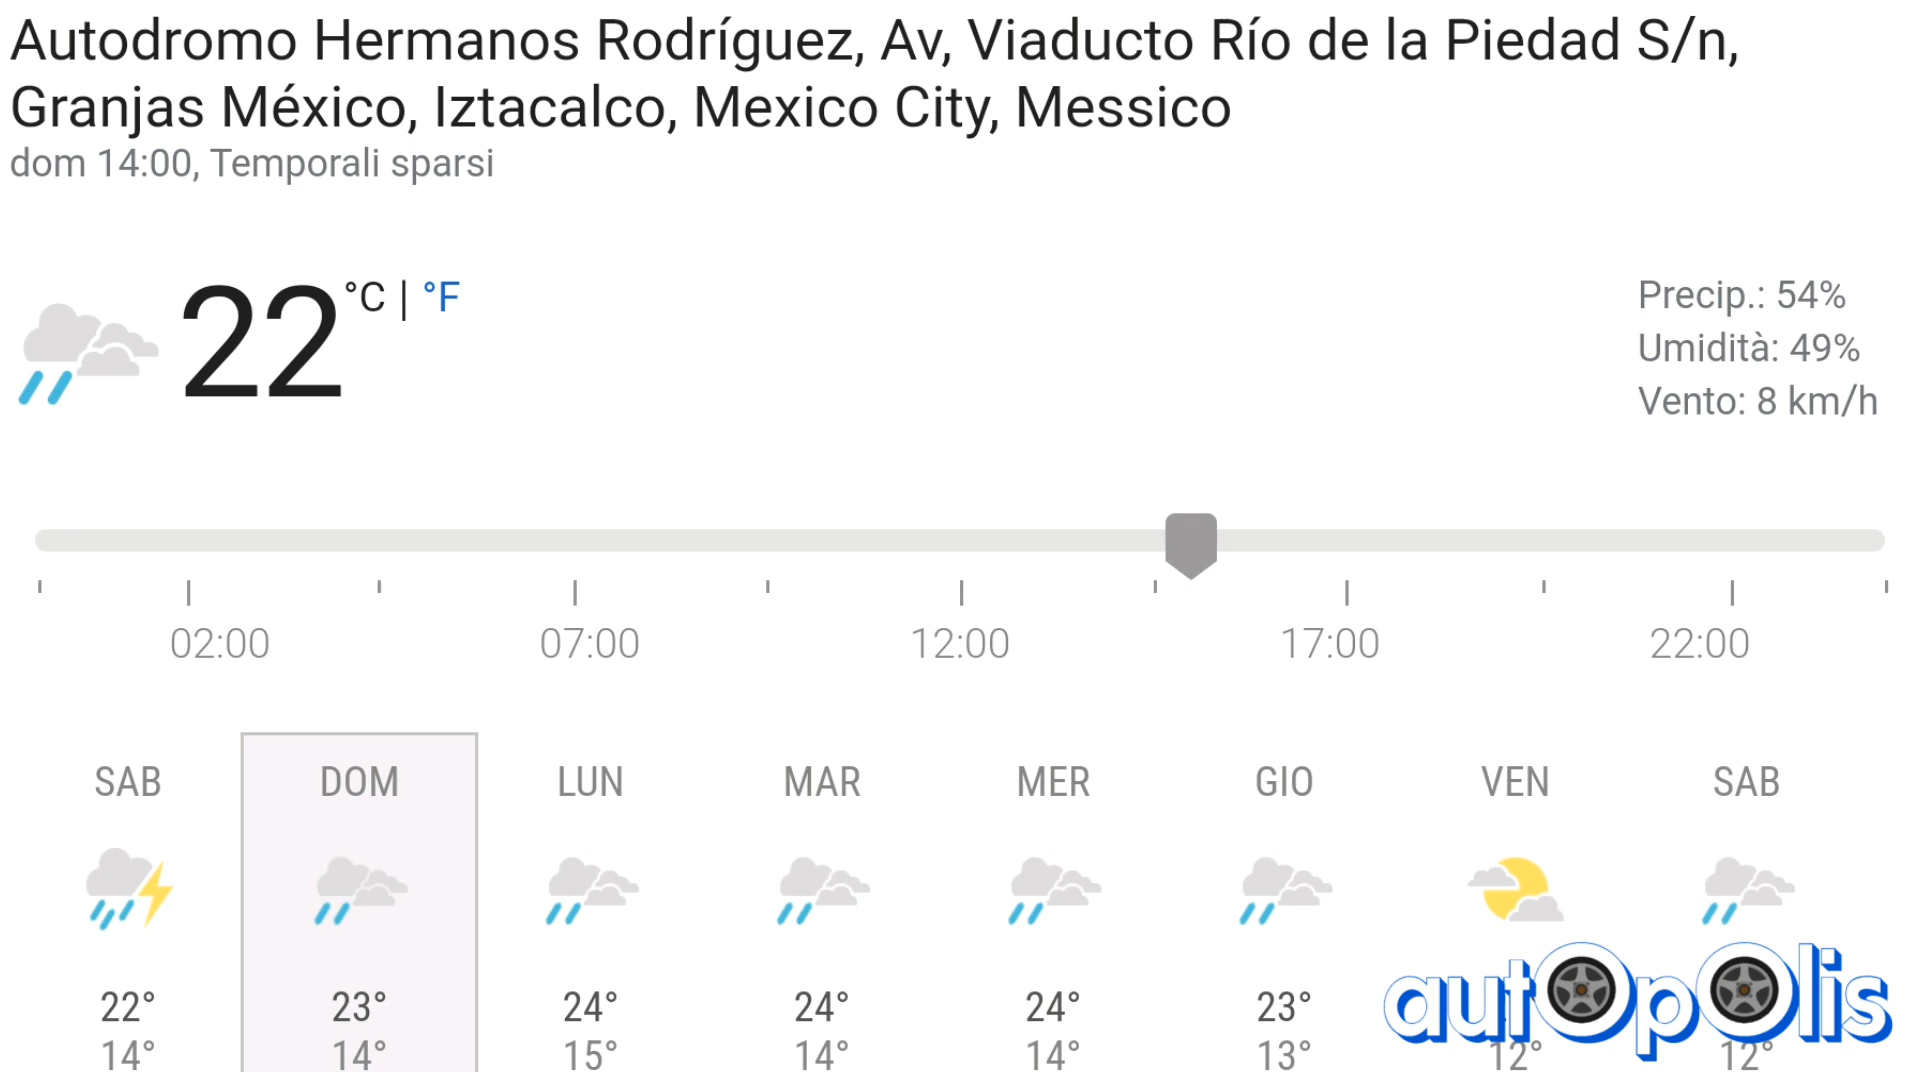 Autodromo Hermanos Rodríguez, Av, Viaducto Río de la Piedad S/n,
Granjas México, Iztacalco, Mexico City, Messico
dom 14:00, Temporali sparsi
22 °C | °F
Precip.: 54%
Umidità: 49%
Vento: 8 km/h
02:00 07:00 12:00 17:00 22:00
SAB DOM LUN MAR MER GIO VEN SAB
22° 23° 24° 24° 24° 23°
autOpOlis
14° 14° 15° 14° 14° 13° 12° 12°